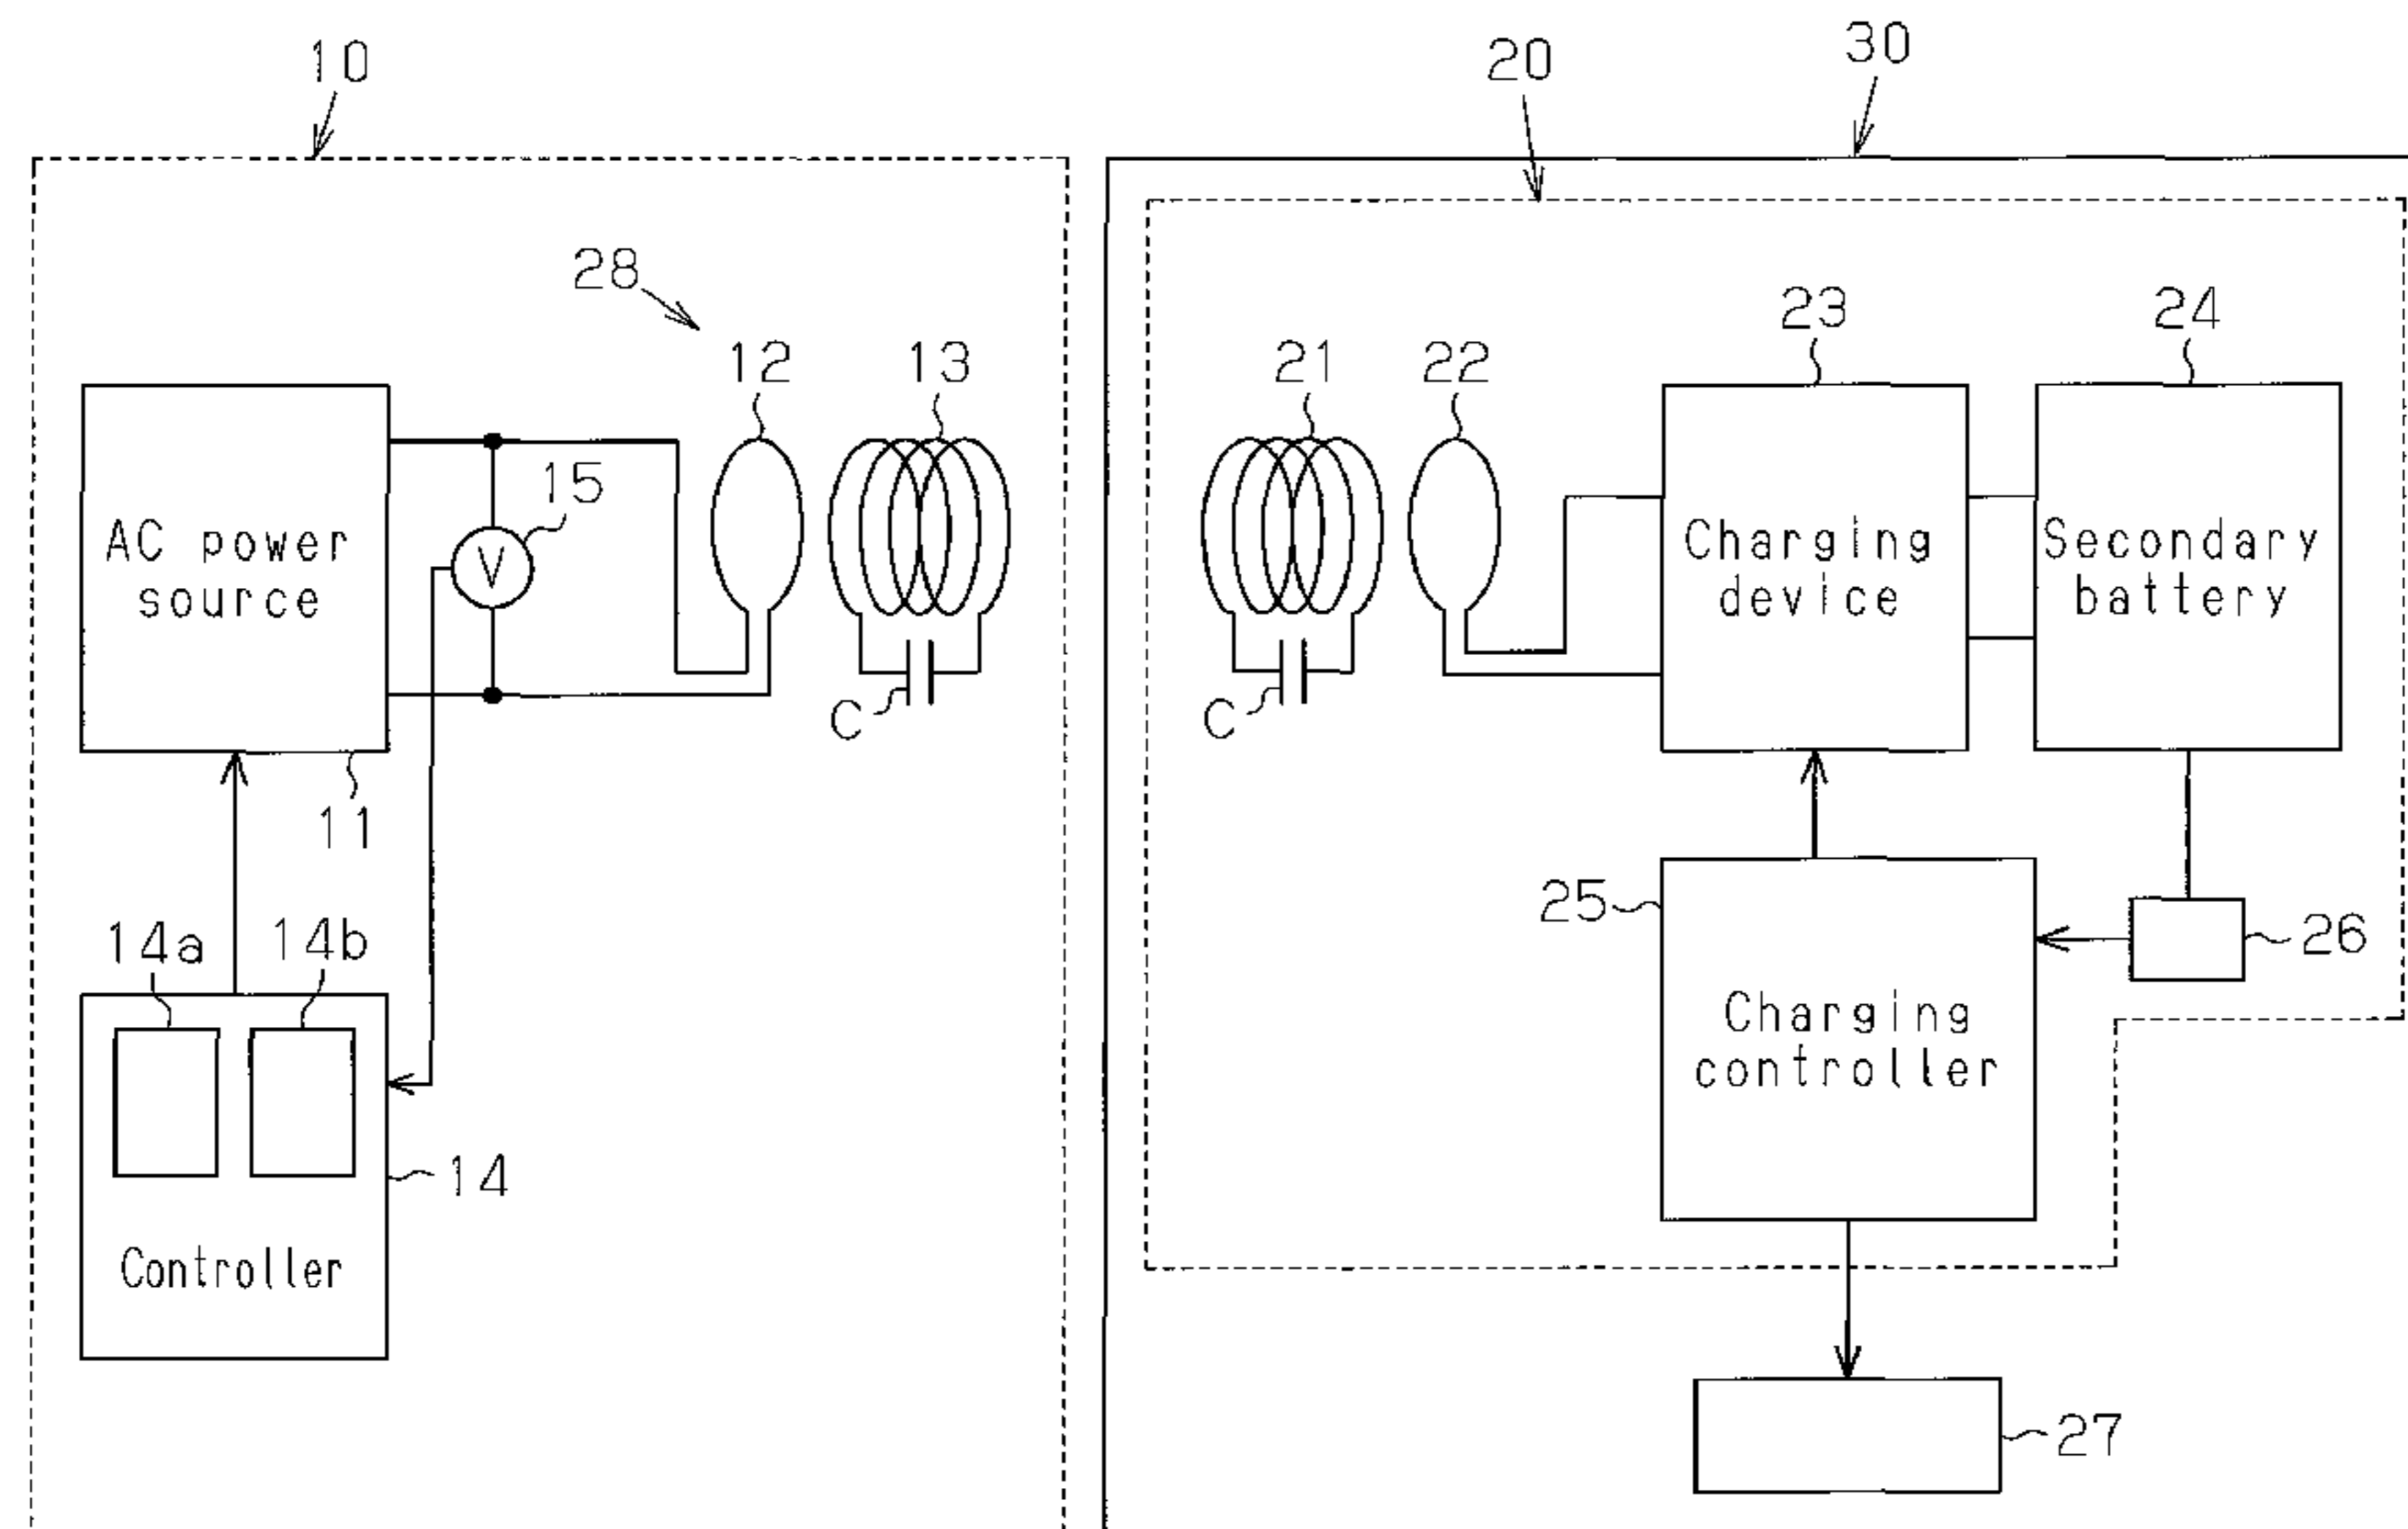 10
20
30
28
12
13
21
22
23
24
15
V
AC power
source
Charging
device
Secondary
battery
C
C
11
14a
14b
25
26
Charging
controller
14
Controller
27